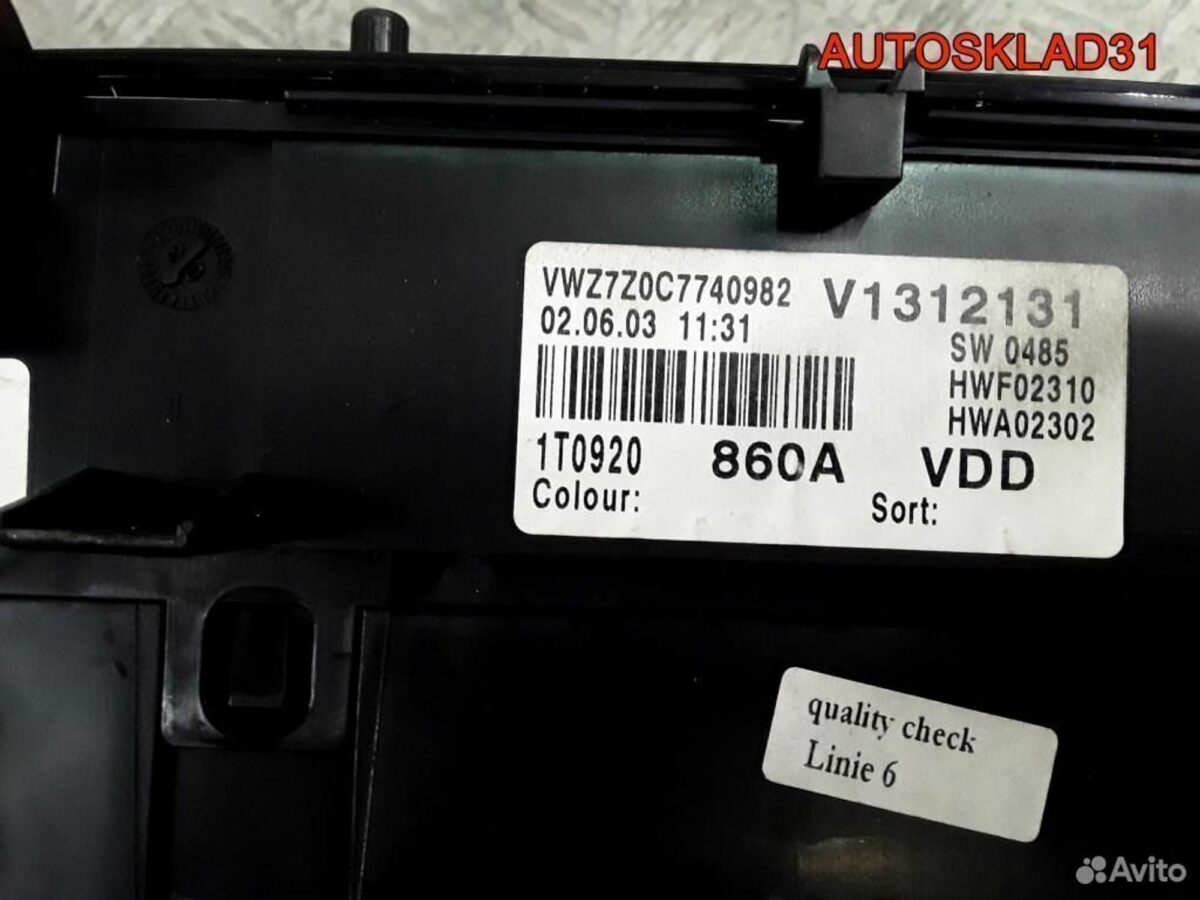 AUTOSKLAD31
VWZ7Z0C7740982 V1312131
02.06.03 11:31
SW 0485
HWF02310
HWA02302
1T0920 860A VDD
Colour: Sort:
quality check
Linie 6
Avito